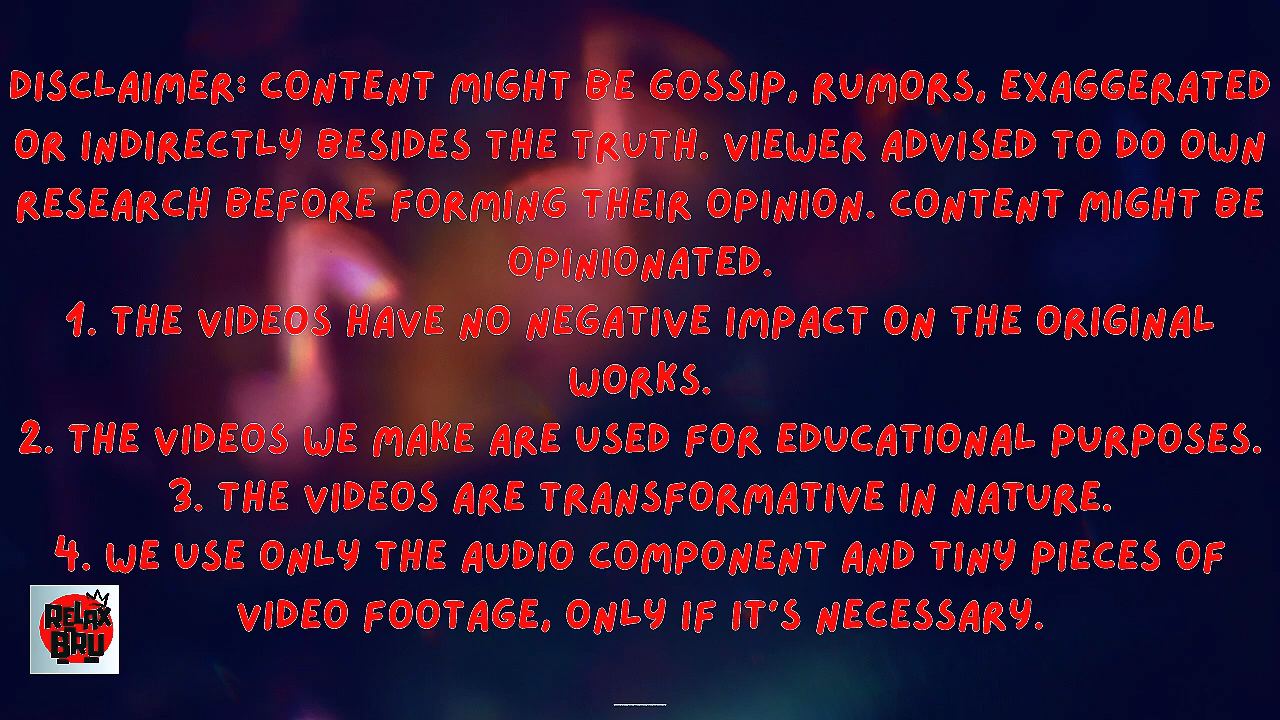 DISCLAIMER: CONTENT MIGHT BE GOSSIP, RUMORS, EXAGGERATED
OR INDIRECTLY BESIDES THE TRUTH. VIEWER ADVISED TO DO OWN
RESEARCH BEFORE FORMING THEIR OPINION. CONTENT MIGHT BE
OPINIONATED.
1. THE VIDEOS HAVE NO NEGATIVE IMPACT ON THE ORIGINAL
WORKS.
2. THE VIDEOS WE MAKE ARE USED FOR EDUCATIONAL PURPOSES.
3. THE VIDEOS ARE TRANSFORMATIVE IN NATURE.
4. WE USE ONLY THE AUDIO COMPONENT AND TINY PIECES OF
VIDEO FOOTAGE, ONLY IF IT'S NECESSARY.
RELAX
BRU